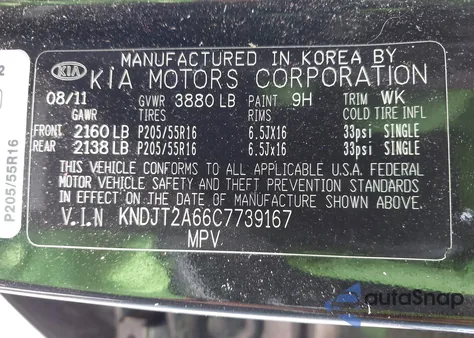 MANUFACTURED IN KOREA BY
KIA KIA MOTORS CORPORATION
08/11 GVWR 3880 LB PAINT 9H TRIM WK
GAWR TIRES RIMS COLD TIRE INFL
FRONT 2160 LB P205/55R16 6.5JX16 33psi SINGLE
REAR 2138 LB P205/55R16 6.5Jx16 33psi SINGLE
THIS VEHICLE CONFORMS TO ALL APPLICABLE U.S.A. FEDERAL
MOTOR VEHICLE SAFETY AND THEFT PREVENTION STANDARDS IN
EFFECT ON THE DATE OF MANUFACTURE SHOWN ABOVE.
V.I.N KNDJT2A66C7739167
MPV
P205/55R16
2
autoSnap